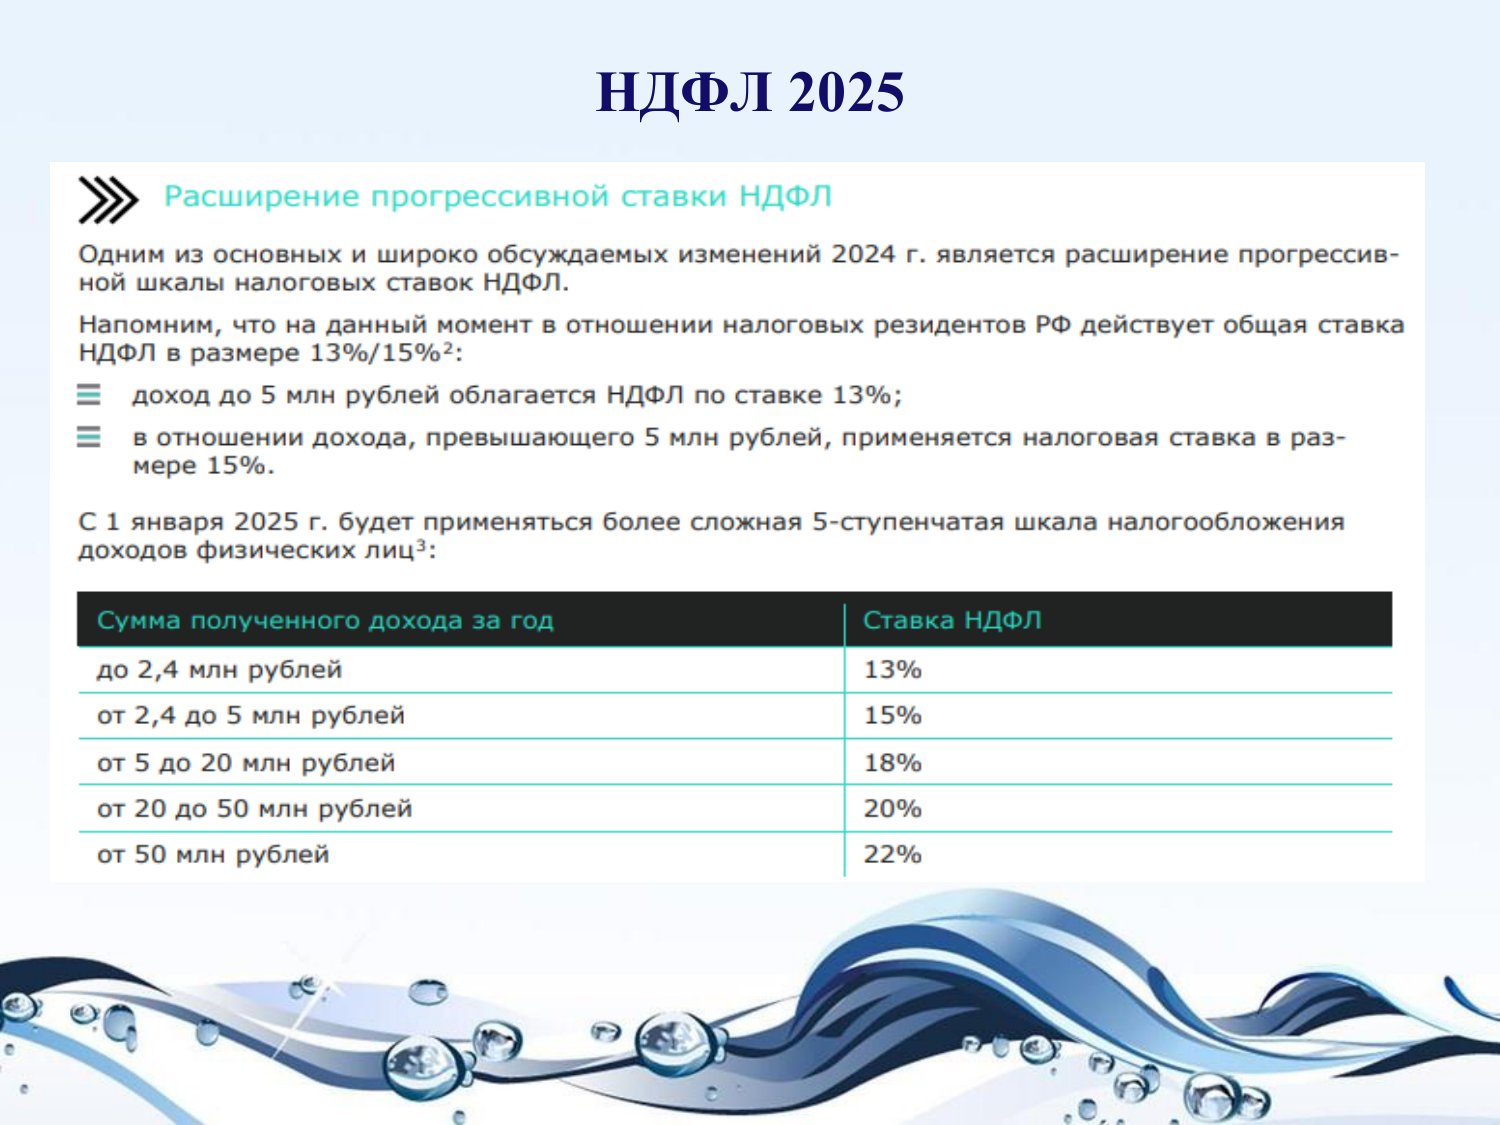 НДФЛ 2025
Расширение прогрессивной ставки НДФЛ
Одним из основных и широко обсуждаемых изменений 2024 г. является расширение прогрессив-
ной шкалы налоговых ставок НДФЛ.
Напомним, что на данный момент в отношении налоговых резидентов РФ действует общая ставка
НДФЛ в размере 13%/15%²:
доход до 5 млн рублей облагается НДФЛ по ставке 13%;
в отношении дохода, превышающего 5 млн рублей, применяется налоговая ставка в раз-
мере 15%.
С 1 января 2025 г. будет применяться более сложная 5-ступенчатая шкала налогообложения
доходов физических лиц³:
Сумма полученного дохода за год Ставка НДФЛ
до 2,4 млн рублей 13%
от 2,4 до 5 млн рублей 15%
от 5 до 20 млн рублей 18%
от 20 до 50 млн рублей 20%
от 50 млн рублей 22%